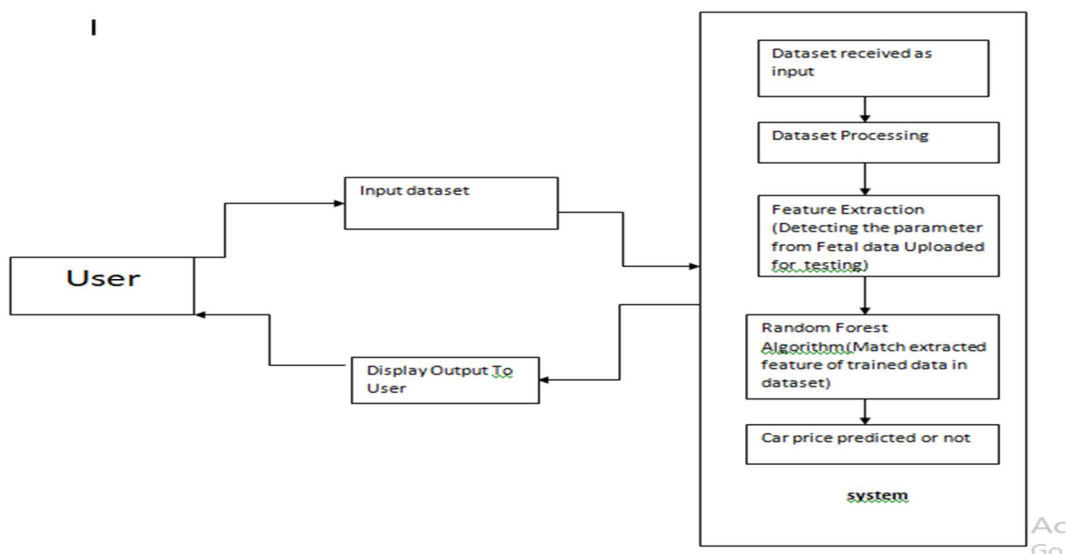 I
Dataset received as
input
Dataset Processing
Input dataset
Feature Extraction
(Detecting the parameter
from Fetal data Uploaded
for testing)
User
Random Forest
Algorithm(Match extracted
feature of trained data in
dataset)
Display Output To
User
Car price predicted or not
system
Ac
Go